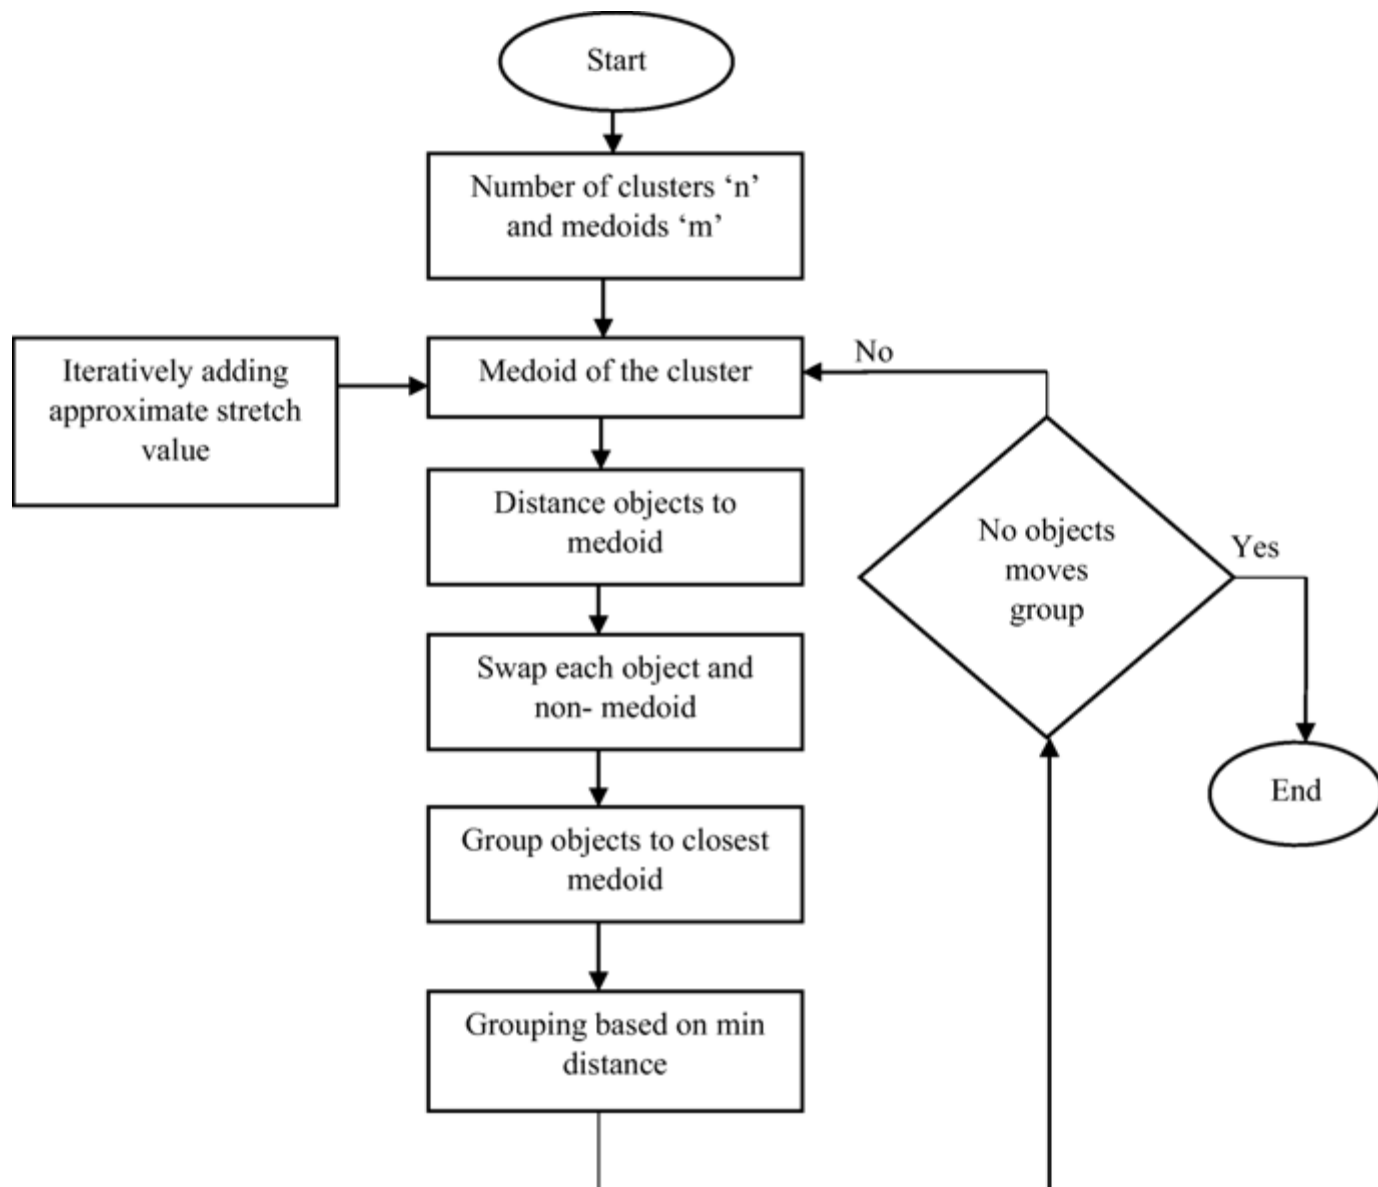 Start
Number of clusters ‘n’
and medoids ‘m’
Iteratively adding
approximate stretch
value
Medoid of the cluster
No
Distance objects to
medoid
No objects
moves
group
Yes
Swap each object and
non- medoid
End
Group objects to closest
medoid
Grouping based on min
distance